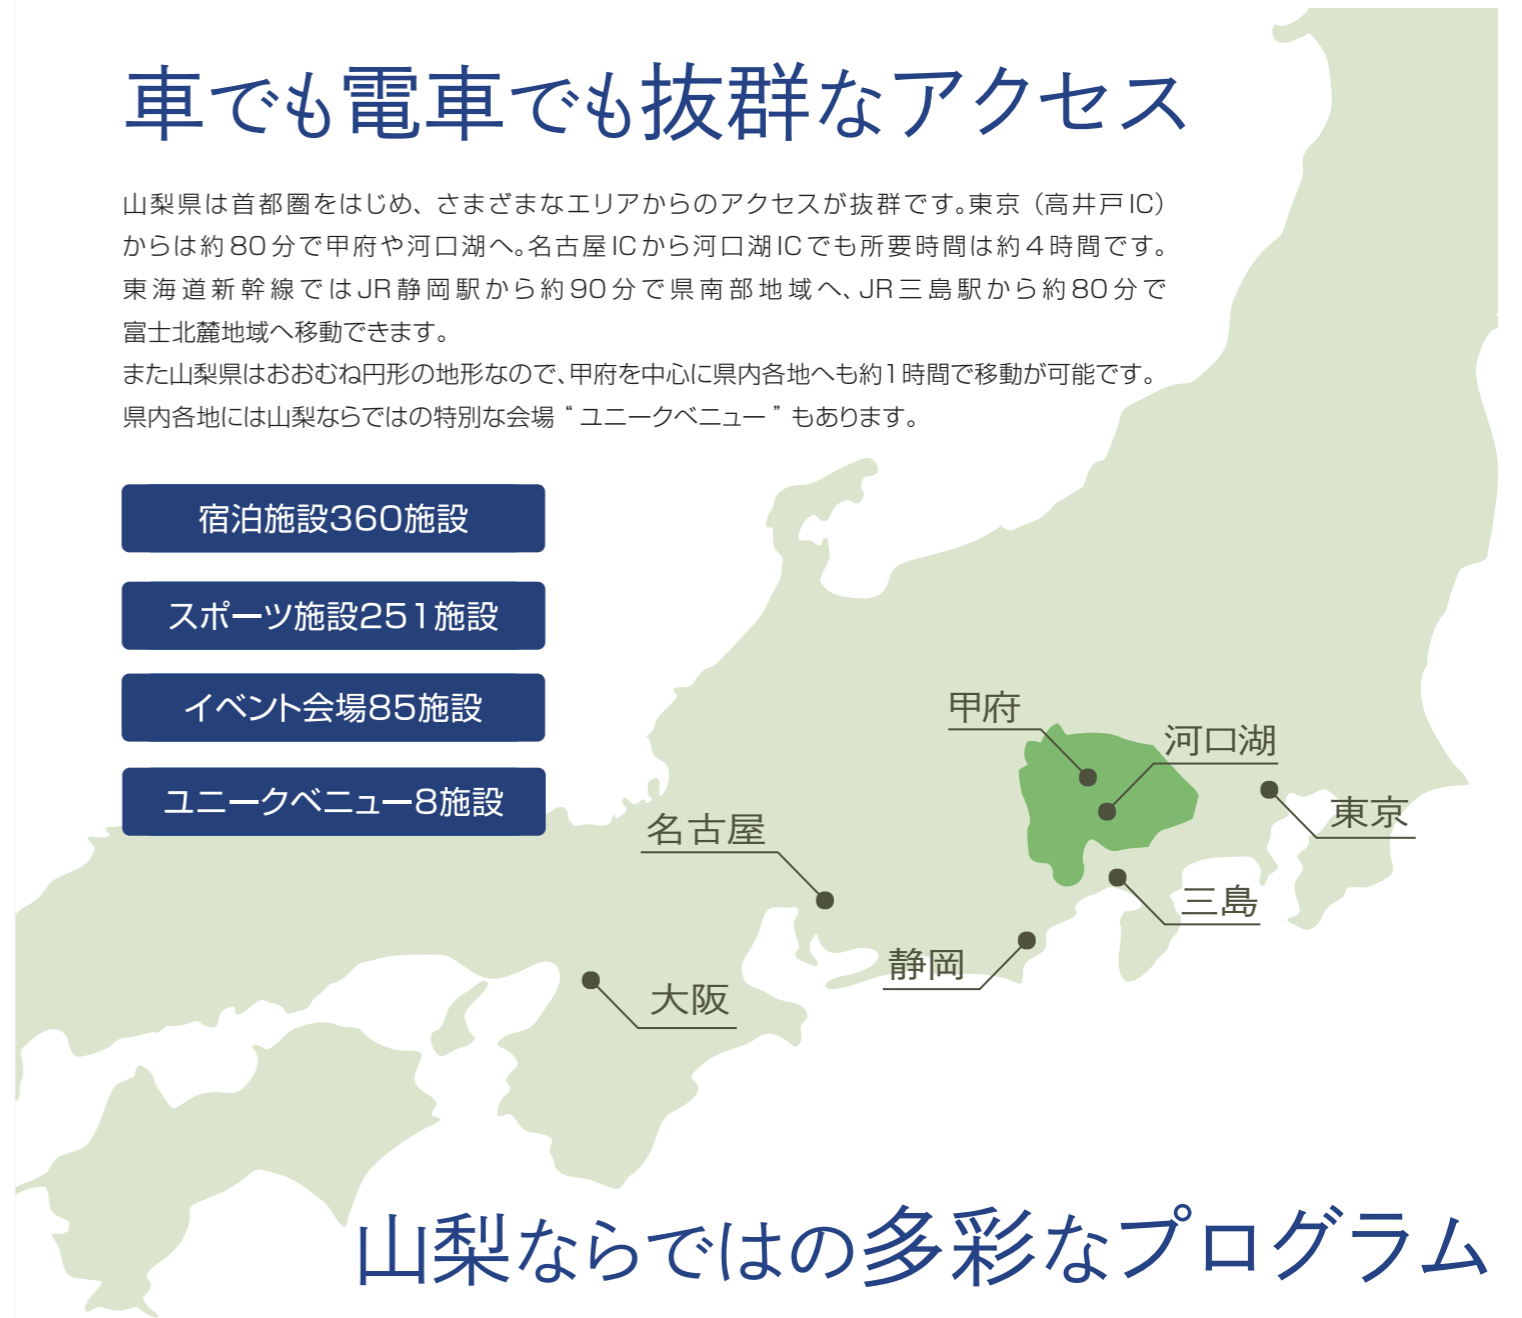 車でも電車でも抜群なアクセス
山梨県は首都圏をはじめ、さまざまなエリアからのアクセスが抜群です。東京（高井戸IC）
からは約80分で甲府や河口湖へ。名古屋ICから河口湖ICでも所要時間は約4時間です。
東海道新幹線ではJR静岡駅から約90分で県南部地域へ、JR三島駅から約80分で
富士北麓地域へ移動できます。
また山梨県はおおむね円形の地形なので、甲府を中心に県内各地へも約1時間で移動が可能です。
県内各地には山梨ならではの特別な会場“ユニークベニュー”もあります。
宿泊施設360施設
スポーツ施設251施設
イベント会場85施設
ユニークベニュー8施設
甲府
河口湖
東京
名古屋
三島
静岡
大阪
山梨ならではの多彩なプログラム